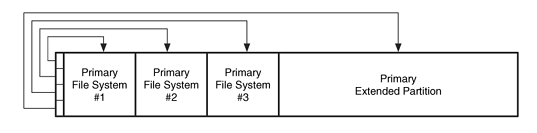 Primary
File System
#1
Primary
File System
#2
Primary
File System
#3
Primary
Extended Partition